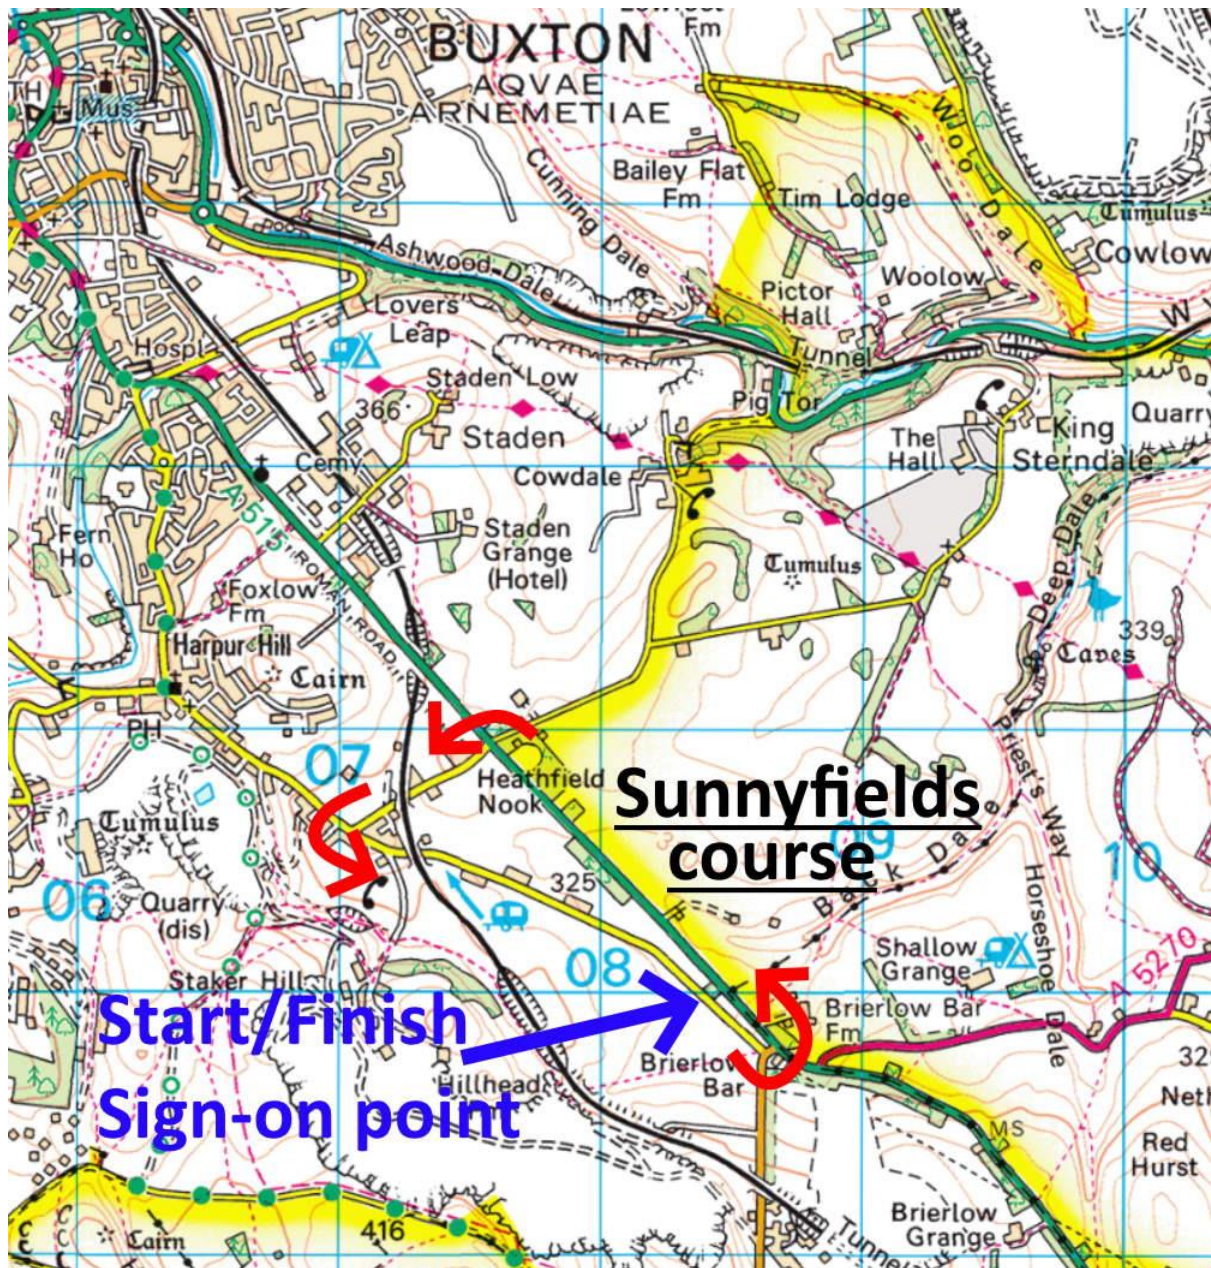 BUXTON
AQVAE
ARNEMETIAE
Fm
TH
Mus
Bailey Flat
Fm
Tim Lodge
Woo Dale
Cunning Dale
Tumulus
Cowlow
Ashwood Dale
Woolow
Pictor
Hall
Lovers
Leap
Hospl
Tunnel
W
Staden Low
366
Pig Tor
Quarry
Staden
The
Hall
King
Sterndale
Cemy
Cowdale
A 515
Fern
Ho
Staden
Grange
(Hotel)
ROMAN ROAD
Tumulus
Deep Dale
Foxlow
Fm
339
Harpur Hill
Caves
Cairn
Priest's Way
PH
07
Heathfield
Nook
Sunnyfields
course
09
10
Tumulus
Back Dale
06
Quarry
(dis)
325
Horseshoe Dale
08
Shallow
Grange
A 5270
Staker Hill
Start/Finish
Sign-on point
Brierlow Bar
Fm
Brierlow
Bar
Hillhead
MS
Red
Hurst
Brierlow
Grange
416
Cairn
Tunnel